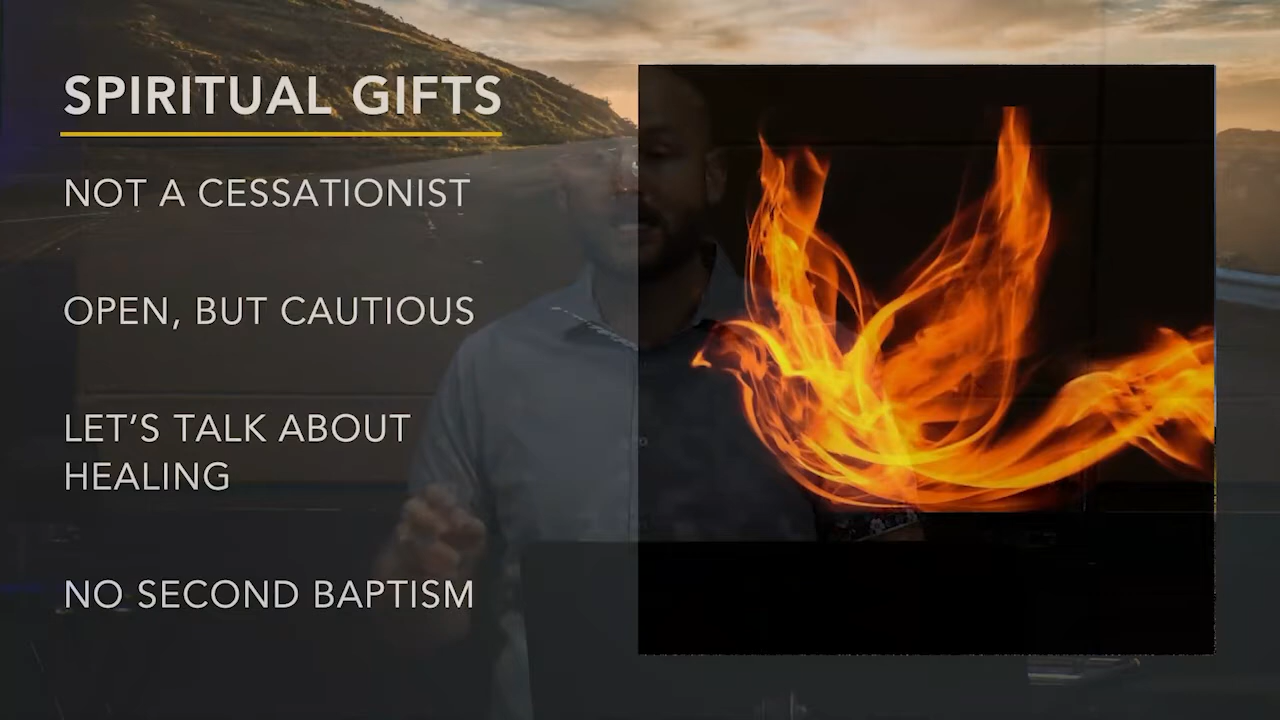 SPIRITUAL GIFTS
NOT A CESSATIONIST
OPEN, BUT CAUTIOUS
LET’S TALK ABOUT
HEALING
NO SECOND BAPTISM